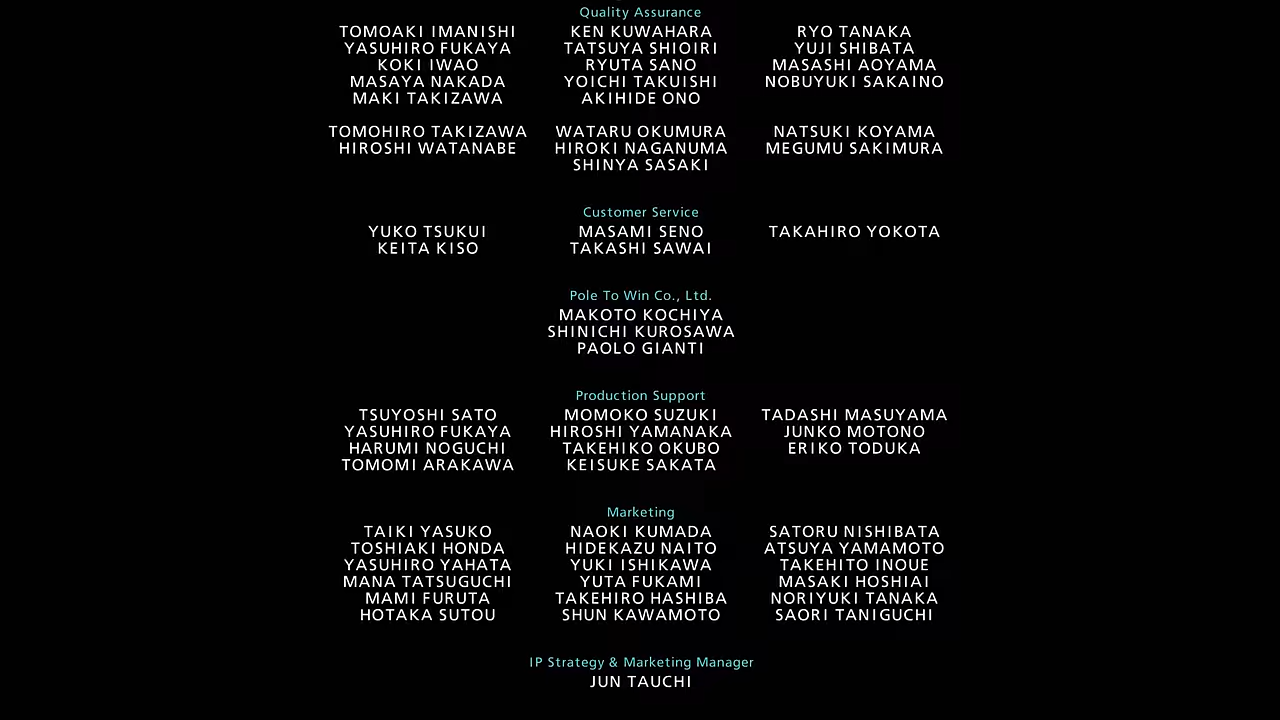 Quality Assurance
TOMOAKI IMANISHI KEN KUWAHARA RYO TANAKA
YASUHIRO FUKAYA TATSUYA SHIOIRI YUJI SHIBATA
KOKI IWAO RYUTA SANO MASASHI AOYAMA
MASAYA NAKADA YOICHI TAKUISHI NOBUYUKI SAKAINO
MAKI TAKIZAWA AKIHIDE ONO
TOMOHIRO TAKIZAWA WATARU OKUMURA NATSUKI KOYAMA
HIROSHI WATANABE HIROKI NAGANUMA MEGUMU SAKIMURA
SHINYA SASAKI
Customer Service
YUKO TSUKUI MASAMI SENO TAKAHIRO YOKOTA
KEITA KISO TAKASHI SAWAI
Pole To Win Co., Ltd.
MAKOTO KOCHIYA
SHINICHI KUROSAWA
PAOLO GIANTI
Production Support
TSUYOSHI SATO MOMOKO SUZUKI TADASHI MASUYAMA
YASUHIRO FUKAYA HIROSHI YAMANAKA JUNKO MOTONO
HARUMI NOGUCHI TAKEHIKO OKUBO ERIKO TODUKA
TOMOMI ARAKAWA KEISUKE SAKATA
Marketing
TAIKI YASUKO NAOKI KUMADA SATORU NISHIBATA
TOSHIAKI HONDA HIDEKAZU NAITO ATSUYA YAMAMOTO
YASUHIRO YAHATA YUKI ISHIKAWA TAKEHITO INOUE
MANA TATSUGUCHI YUTA FUKAMI MASAKI HOSHIAI
MAMI FURUTA TAKEHIRO HASHIBA NORIYUKI TANAKA
HOTAKA SUTOU SHUN KAWAMOTO SAORI TANIGUCHI
IP Strategy & Marketing Manager
JUN TAUCHI